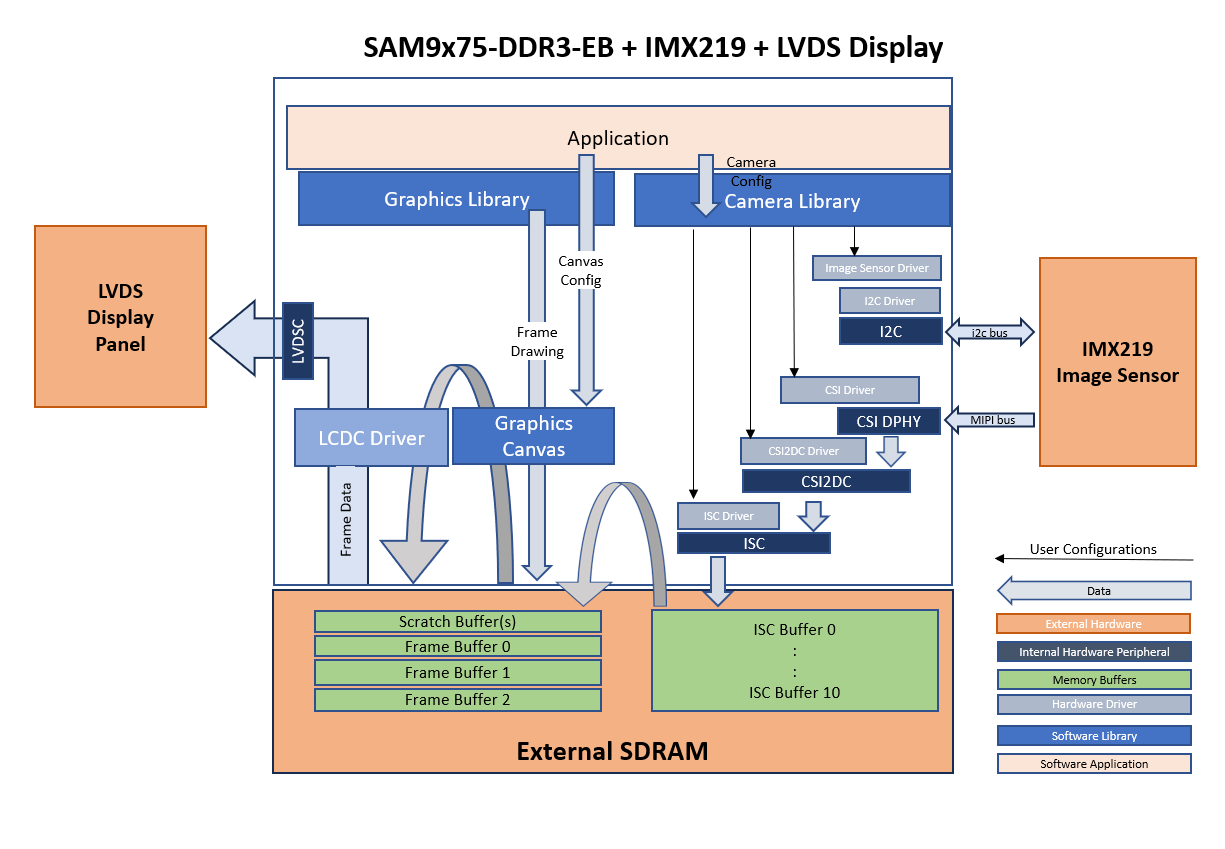 SAM9x75-DDR3-EB + IMX219 + LVDS Display
Application
Camera
Config
Graphics Library
Camera Library
Canvas
Config
Frame
Drawing
LVDS
Display
Panel
LVDSC
LCDC Driver
Graphics
Canvas
Frame Data
Image Sensor Driver
I2C Driver
I2C
i2c bus
CSI Driver
CSI DPHY
MIPI bus
CSI2DC Driver
CSI2DC
ISC Driver
ISC
IMX219
Image Sensor
Scratch Buffer(s)
Frame Buffer 0
Frame Buffer 1
Frame Buffer 2
ISC Buffer 0
:
:
ISC Buffer 10
External SDRAM
User Configurations
Data
External Hardware
Internal Hardware Peripheral
Memory Buffers
Hardware Driver
Software Library
Software Application